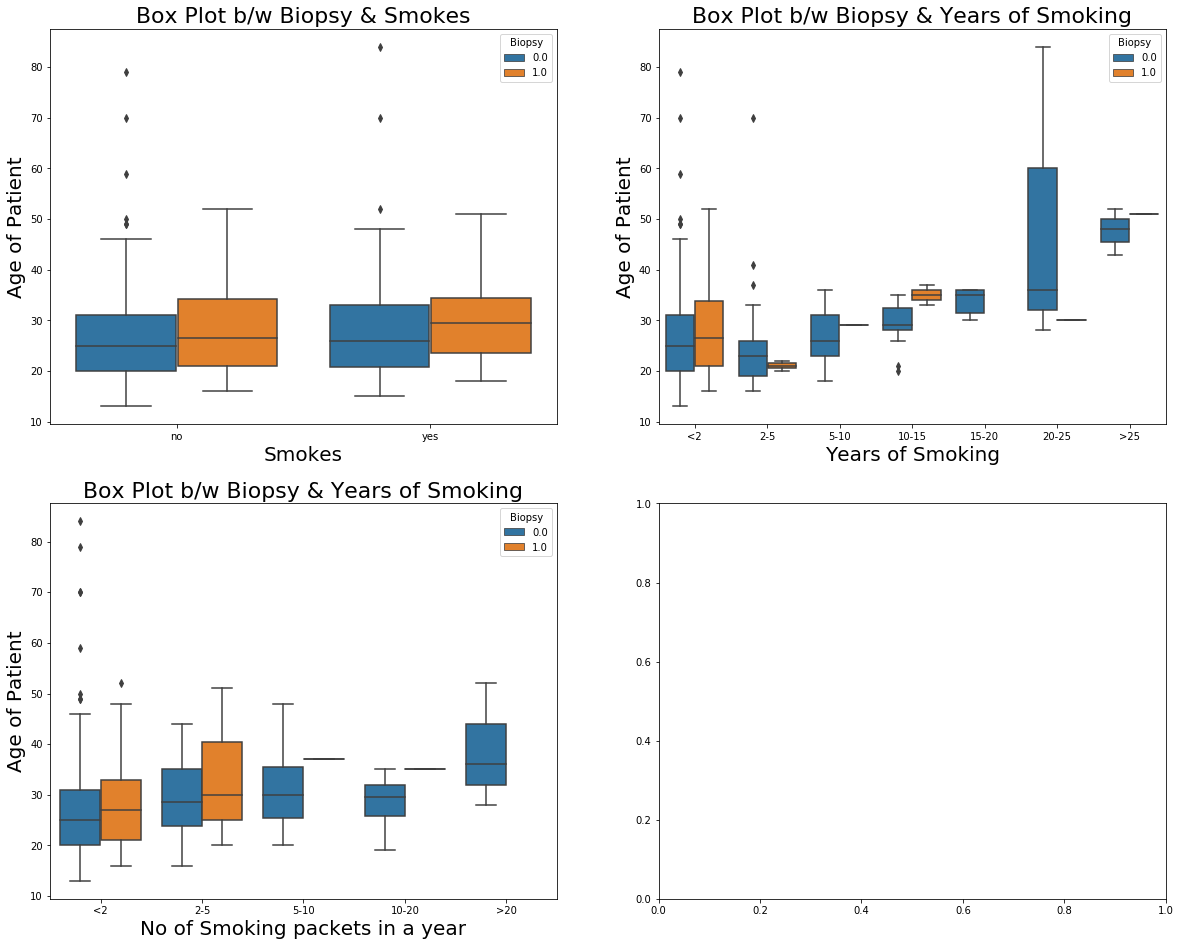 Box Plot b/w Biopsy & Smokes
Biopsy
0.0
1.0
80
70
60
50
40
30
20
10
Age of Patient
no yes
Smokes
Box Plot b/w Biopsy & Years of Smoking
Biopsy
0.0
1.0
80
70
60
50
40
30
20
10
Age of Patient
<2 2-5 5-10 10-15 15-20 20-25 >25
Years of Smoking
Box Plot b/w Biopsy & Years of Smoking
Biopsy
0.0
1.0
80
70
60
50
40
30
20
10
Age of Patient
<2 2-5 5-10 10-20 >20
No of Smoking packets in a year
1.0
0.8
0.6
0.4
0.2
0.0
0.0 0.2 0.4 0.6 0.8 1.0